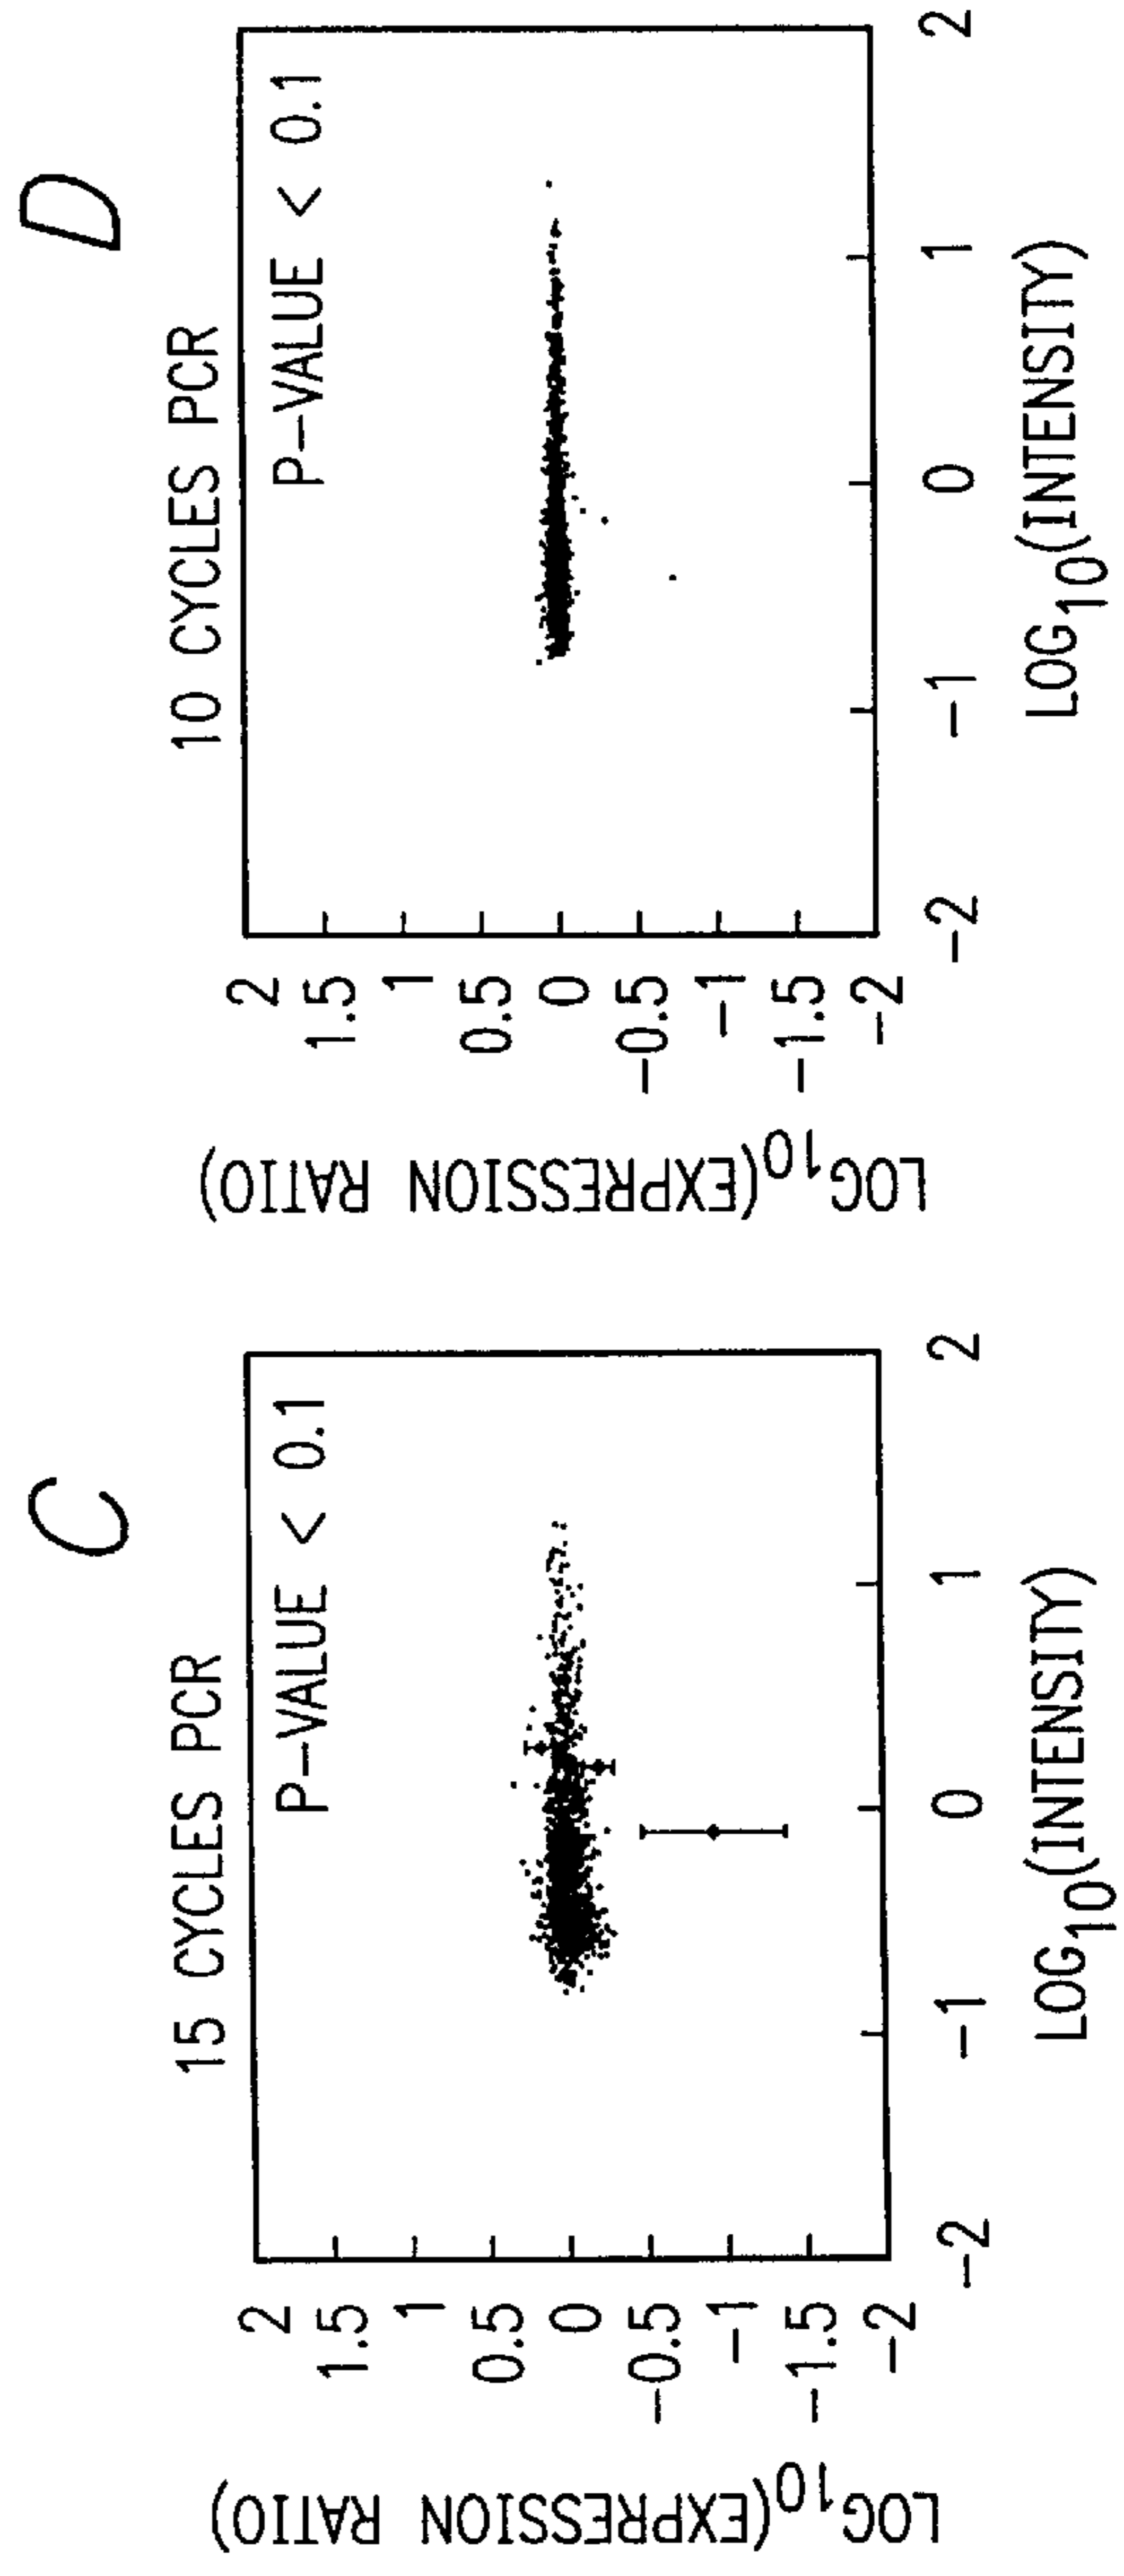 C
15 CYCLES PCR
P-VALUE < 0.1
2
1.5
1
0.5
0
-0.5
-1
-1.5
-2
LOG10(EXPRESSION RATIO)
-2
-1
0
1
2
LOG10(INTENSITY)
D
10 CYCLES PCR
P-VALUE < 0.1
2
1.5
1
0.5
0
-0.5
-1
-1.5
-2
LOG10(EXPRESSION RATIO)
-2
-1
0
1
2
LOG10(INTENSITY)